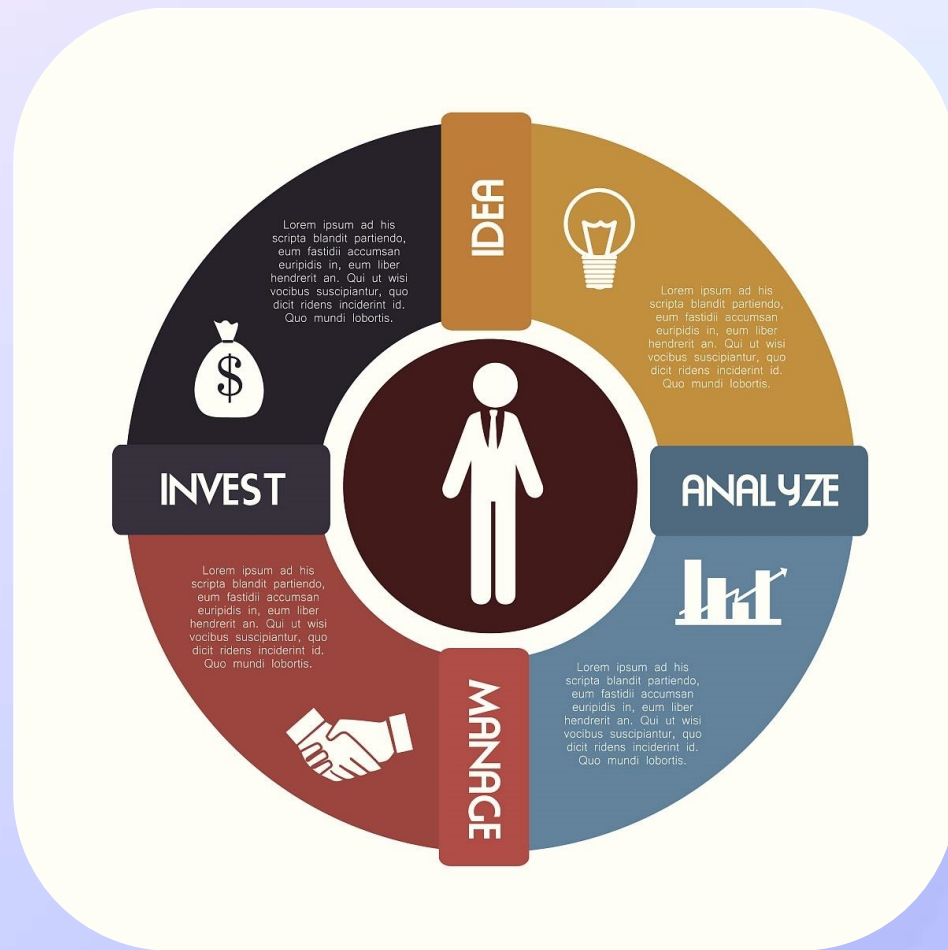 IDEA
Lorem ipsum ad his
scripta blandit partiendo,
eum fastidii accumsan
euripidis in, eum liber
hendrerit an. Qui ut wisi
vocibus suscipiantur, quo
dicit ridens inciderint id.
Quo mundi lobortis.
ANALYZE
Lorem ipsum ad his
scripta blandit partiendo,
eum fastidii accumsan
euripidis in, eum liber
hendrerit an. Qui ut wisi
vocibus suscipiantur, quo
dicit ridens inciderint id.
Quo mundi lobortis.
MANAGE
Lorem ipsum ad his
scripta blandit partiendo,
eum fastidii accumsan
euripidis in, eum liber
hendrerit an. Qui ut wisi
vocibus suscipiantur, quo
dicit ridens inciderint id.
Quo mundi lobortis.
INVEST
Lorem ipsum ad his
scripta blandit partiendo,
eum fastidii accumsan
euripidis in, eum liber
hendrerit an. Qui ut wisi
vocibus suscipiantur, quo
dicit ridens inciderint id.
Quo mundi lobortis.
$